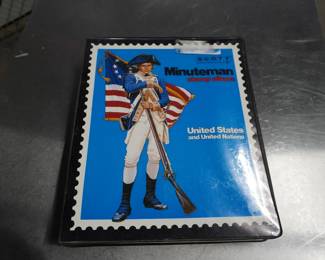 SCOTT
Minuteman
stamp album
United States
and United Nations